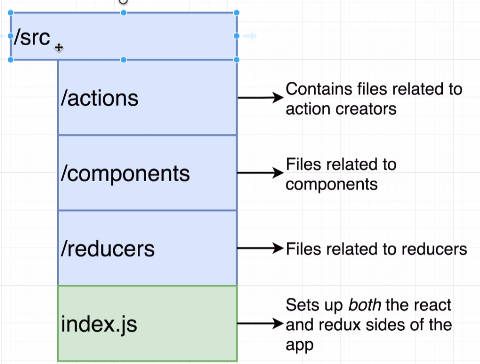 /src
/actions
Contains files related to
action creators
/components
Files related to
components
/reducers
Files related to reducers
index.js
Sets up both the react
and redux sides of the
app